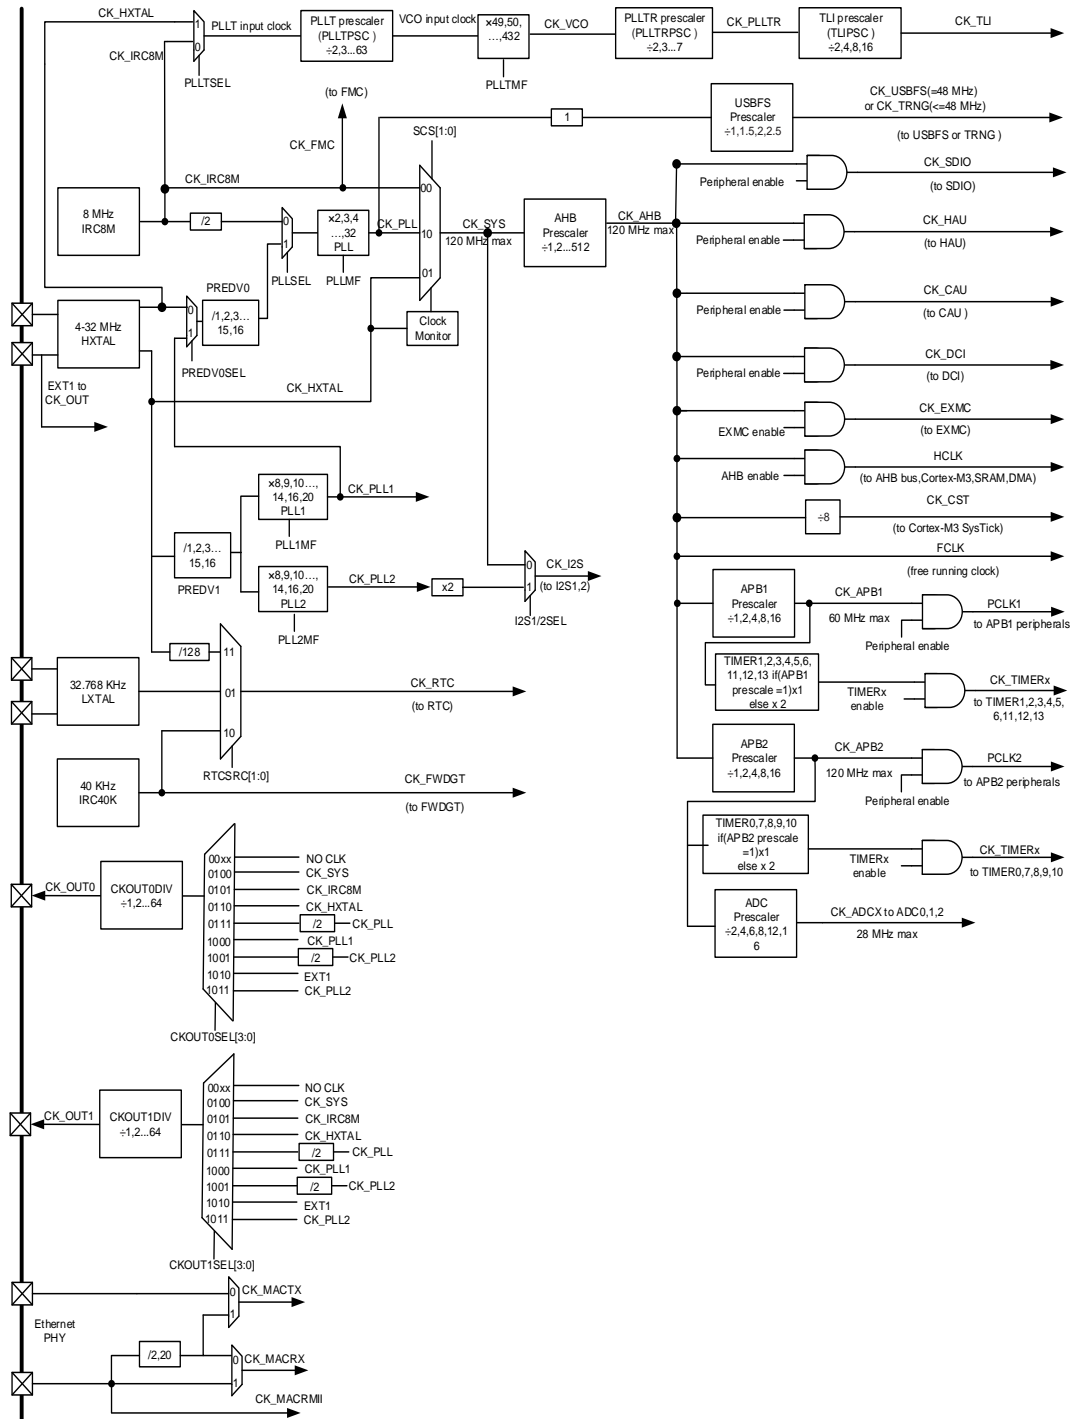 CK_HXTAL
1
0
CK_IRC8M
PLLTSEL
PLLT input clock
PLLT prescaler
(PLLTPSC )
÷2,3...63
VCO input clock
×49,50,
…,432
PLLTMF
CK_VCO
PLLTR prescaler
(PLLTRPSC )
÷2,3...7
CK_PLLTR
TLI prescaler
(TLIPSC )
÷2,4,8,16
CK_TLI
(to FMC)
CK_FMC
SCS[1:0]
1
USBFS
Prescaler
÷1,1.5,2,2.5
CK_USBFS(=48 MHz)
or CK_TRNG(<=48 MHz)
(to USBFS or TRNG )
CK_IRC8M
8 MHz
IRC8M
/2
0
1
PLLSEL
×2,3,4
…,32
PLL
PLLMF
CK_PLL
00
10
01
CK_SYS
120 MHz max
AHB
Prescaler
÷1,2...512
CK_AHB
120 MHz max
Clock
Monitor
4-32 MHz
HXTAL
0
1
PREDV0
/1,2,3...
15,16
PREDV0SEL
EXT1 to
CK_OUT
CK_HXTAL
CK_SDIO
Peripheral enable
(to SDIO)
CK_HAU
Peripheral enable
(to HAU)
CK_CAU
Peripheral enable
(to CAU )
CK_DCI
Peripheral enable
(to DCI)
CK_EXMC
EXMC enable
(to EXMC)
HCLK
AHB enable
(to AHB bus,Cortex-M3,SRAM,DMA)
÷8
CK_CST
(to Cortex-M3 SysTick)
FCLK
(free running clock)
×8,9,10…,
14,16,20
PLL1
PLL1MF
CK_PLL1
/1,2,3...
15,16
PREDV1
×8,9,10…,
14,16,20
PLL2
PLL2MF
CK_PLL2
x2
0
1
CK_I2S
(to I2S1,2)
I2S1/2SEL
APB1
Prescaler
÷1,2,4,8,16
CK_APB1
60 MHz max
Peripheral enable
PCLK1
to APB1 peripherals
TIMER1,2,3,4,5,6,
11,12,13 if(APB1
prescale =1)x1
else x 2
TIMERx
enable
CK_TIMERx
to TIMER1,2,3,4,5,
6,11,12,13
/128
11
01
10
32.768 KHz
LXTAL
CK_RTC
(to RTC)
RTCSRC[1:0]
40 KHz
IRC40K
CK_FWDGT
(to FWDGT)
APB2
Prescaler
÷1,2,4,8,16
CK_APB2
120 MHz max
Peripheral enable
PCLK2
to APB2 peripherals
TIMER0,7,8,9,10
if(APB2 prescale
=1)x1
else x 2
TIMERx
enable
CK_TIMERx
to TIMER0,7,8,9,10
ADC
Prescaler
÷2,4,6,8,12,1
6
CK_ADCX to ADC0,1,2
28 MHz max
CK_OUT0
CKOUT0DIV
÷1,2...64
00xx NO CLK
0100 CK_SYS
0101 CK_IRC8M
0110 CK_HXTAL
0111 /2 CK_PLL
1000 CK_PLL1
1001 /2 CK_PLL2
1010 EXT1
1011 CK_PLL2
CKOUT0SEL[3:0]
CK_OUT1
CKOUT1DIV
÷1,2...64
00xx NO CLK
0100 CK_SYS
0101 CK_IRC8M
0110 CK_HXTAL
0111 /2 CK_PLL
1000 CK_PLL1
1001 /2 CK_PLL2
1010 EXT1
1011 CK_PLL2
CKOUT1SEL[3:0]
0
1
CK_MACTX
Ethernet
PHY
/2,20
0
1
CK_MACRX
CK_MACRMII